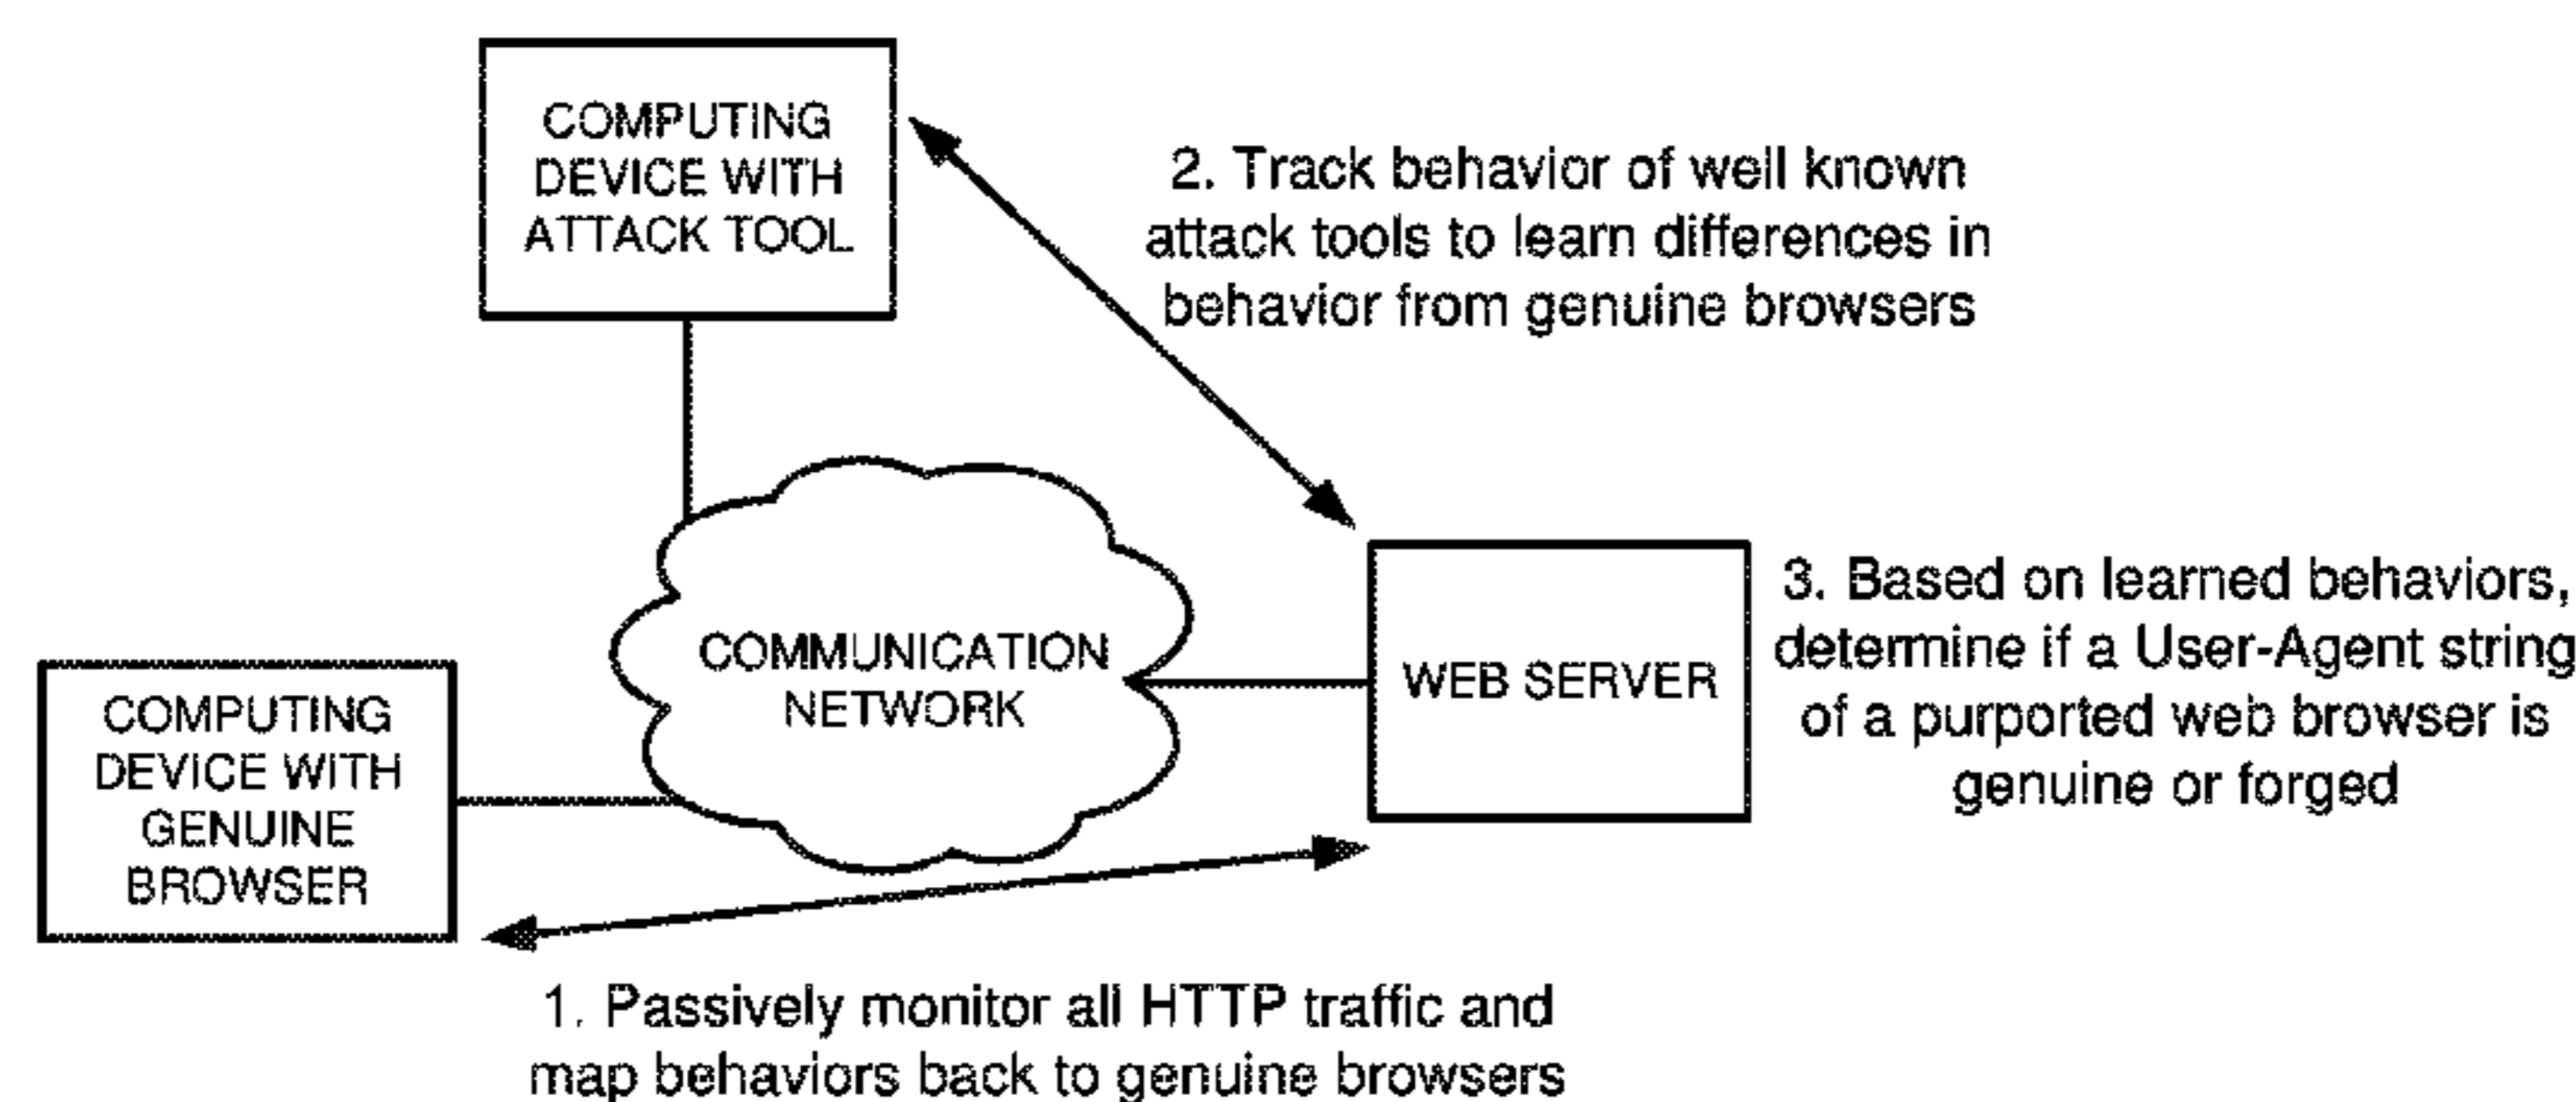 COMPUTING
DEVICE WITH
ATTACK TOOL
2. Track behavior of well known
attack tools to learn differences in
behavior from genuine browsers
COMMUNICATION
NETWORK
WEB SERVER
3. Based on learned behaviors,
determine if a User-Agent string
of a purported web browser is
genuine or forged
COMPUTING
DEVICE WITH
GENUINE
BROWSER
1. Passively monitor all HTTP traffic and
map behaviors back to genuine browsers